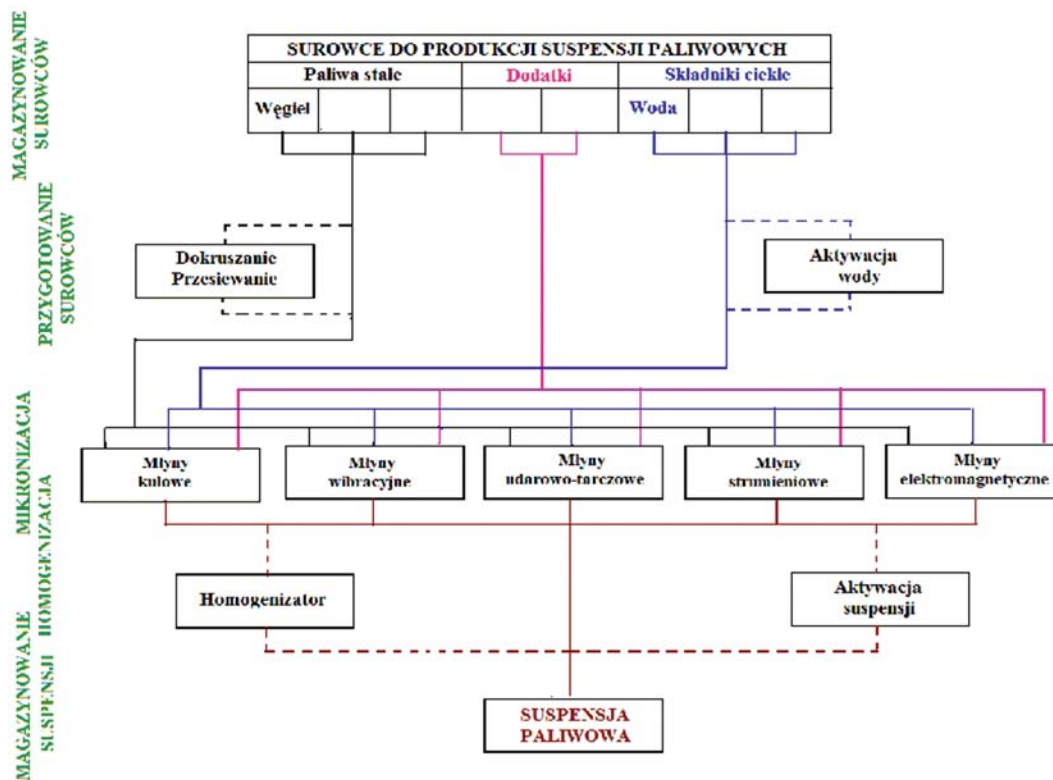 SUROWCE DO PRODUKCJI SUSPENSJI PALIWOWYCH
Paliwa stałe
Dodatki
Składniki ciekłe
Węgiel
Woda
MAGAZYNOWANIE
SUROWCÓW
PRZYGOTOWANIE
SUROWCÓW
Dokruszanie
Przesiewanie
Aktywacja
wody
MIKRONIZACJA
Młyny
kulowe
Młyny
wibracyjne
Młyny
udarowo-tarczowe
Młyny
strumieniowe
Młyny
elektromagnetyczne
HOMOGENIZACJA
Homogenizator
Aktywacja
suspensji
MAGAZYNOWANIE
SUSPENSJI
SUSPENSJA
PALIWOWA